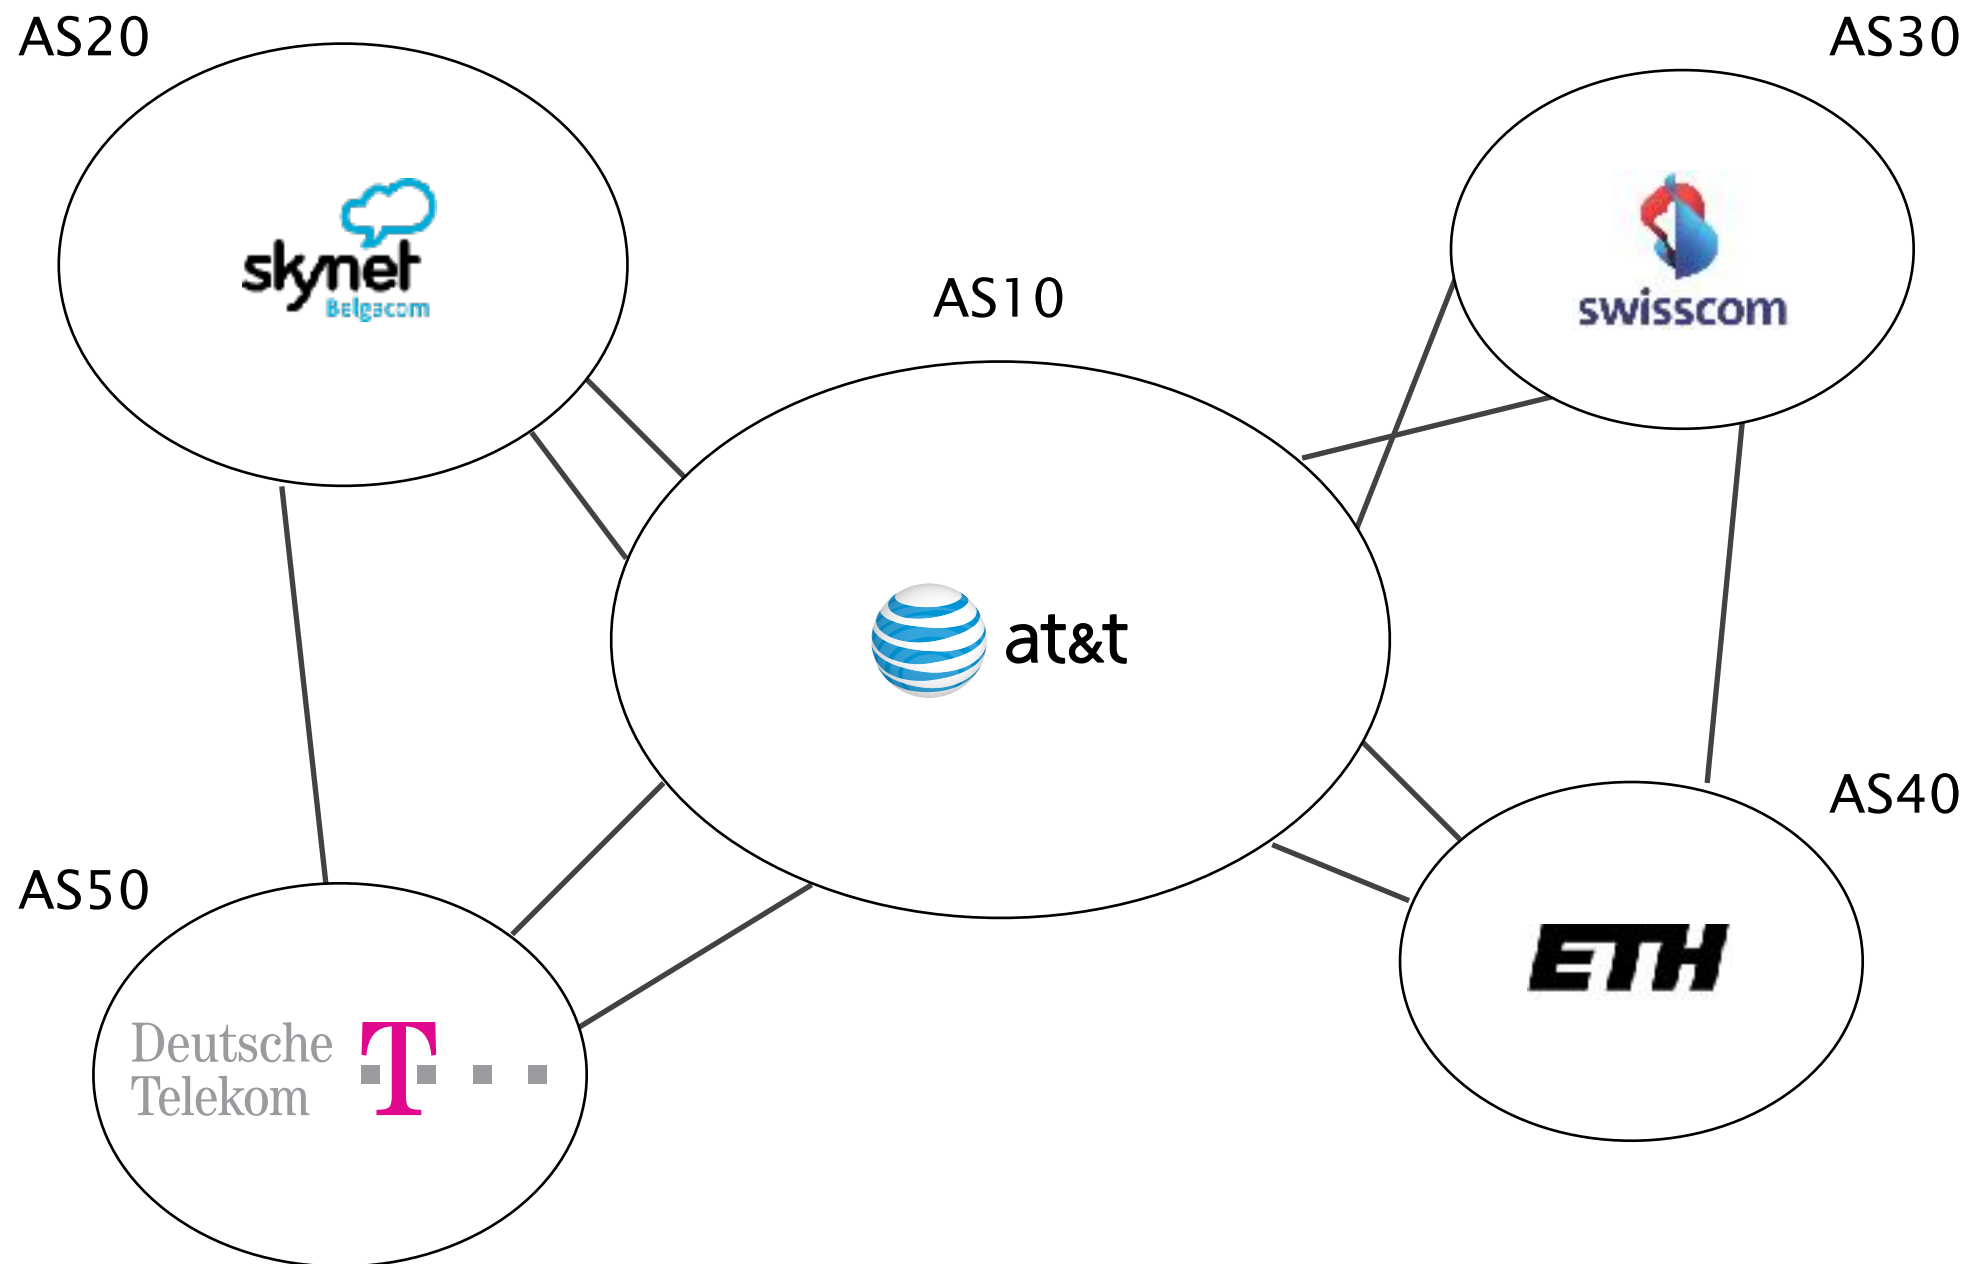 AS20
AS30
skynet
Belgacom
swisscom
AS10
at&t
AS40
AS50
ETH
Deutsche
Telekom
T